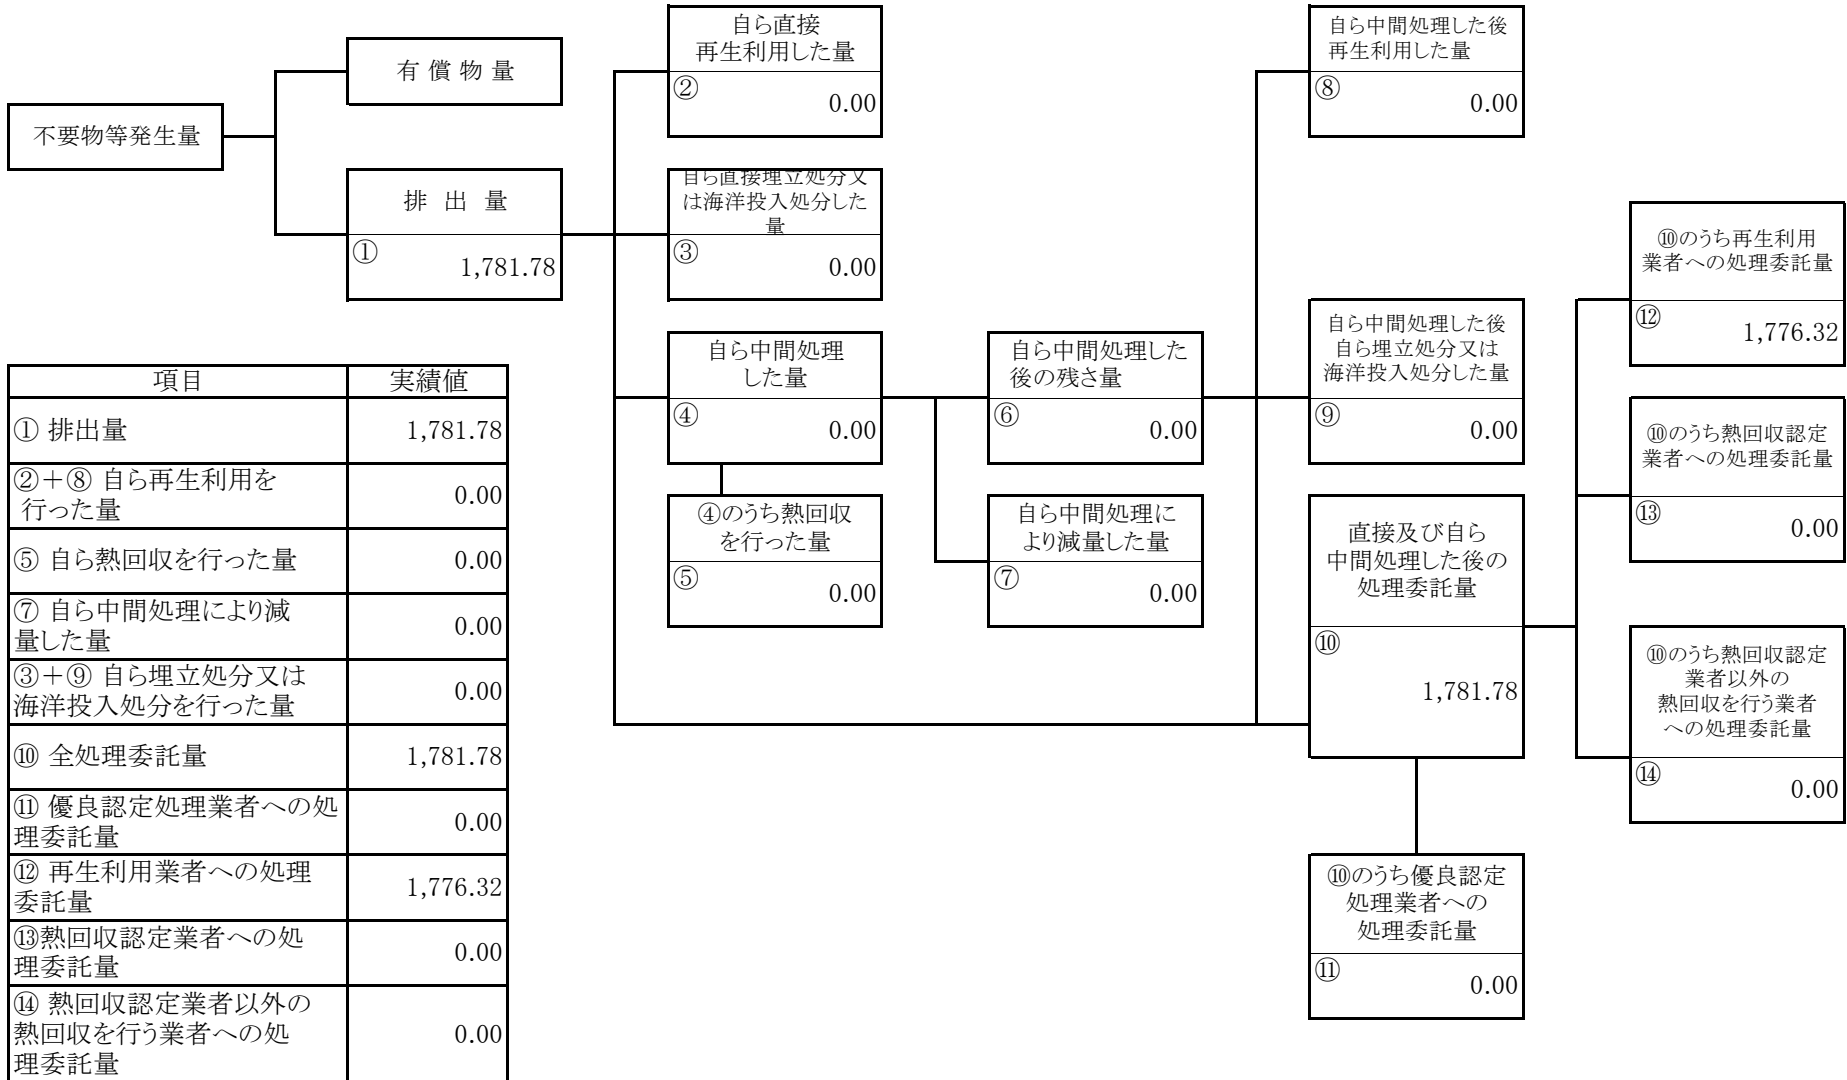 不要物等発生量
有 償 物 量
排 出 量
①
1,781.78
自ら直接
再生利用した量
②
0.00
自ら直接埋立処分又
は海洋投入処分した
量
③
0.00
自ら中間処理
した量
④
0.00
④のうち熱回収
を行った量
⑤
0.00
自ら中間処理した
後の残さ量
⑥
0.00
自ら中間処理に
より減量した量
⑦
0.00
自ら中間処理した後
再生利用した量
⑧
0.00
自ら中間処理した後
自ら埋立処分又は
海洋投入処分した量
⑨
0.00
直接及び自ら
中間処理した後の
処理委託量
⑩
1,781.78
⑩のうち優良認定
処理業者への
処理委託量
⑪
0.00
⑩のうち再生利用
業者への処理委託量
⑫
1,776.32
⑩のうち熱回収認定
業者への処理委託量
⑬
0.00
⑩のうち熱回収認定
業者以外の
熱回収を行う業者
への処理委託量
⑭
0.00
項目 実績値
① 排出量 1,781.78
②＋⑧ 自ら再生利用を
行った量 0.00
⑤ 自ら熱回収を行った量 0.00
⑦ 自ら中間処理により減
量した量 0.00
③＋⑨ 自ら埋立処分又は
海洋投入処分を行った量 0.00
⑩ 全処理委託量 1,781.78
⑪ 優良認定処理業者への処
理委託量 0.00
⑫ 再生利用業者への処理
委託量 1,776.32
⑬熱回収認定業者への処
理委託量 0.00
⑭ 熱回収認定業者以外の
熱回収を行う業者への処
理委託量 0.00